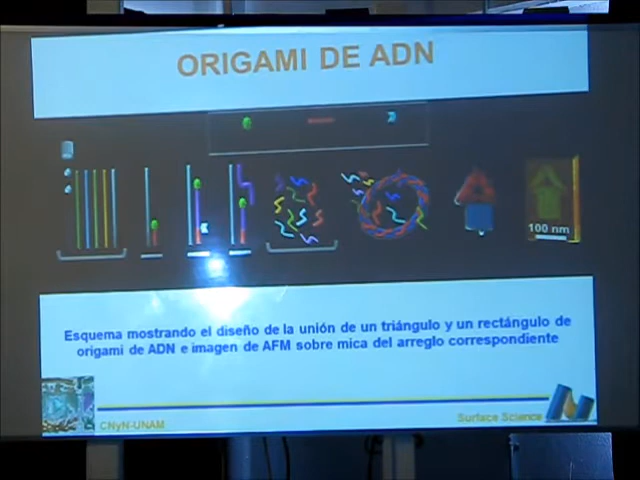 ORIGAMI DE ADN
100 nm
Esquema mostrando el diseño de la unión de un triángulo y un rectángulo de
origami de ADN e imagen de AFM sobre mica del arreglo correspondiente
CNyN-UNAM
Surface Science